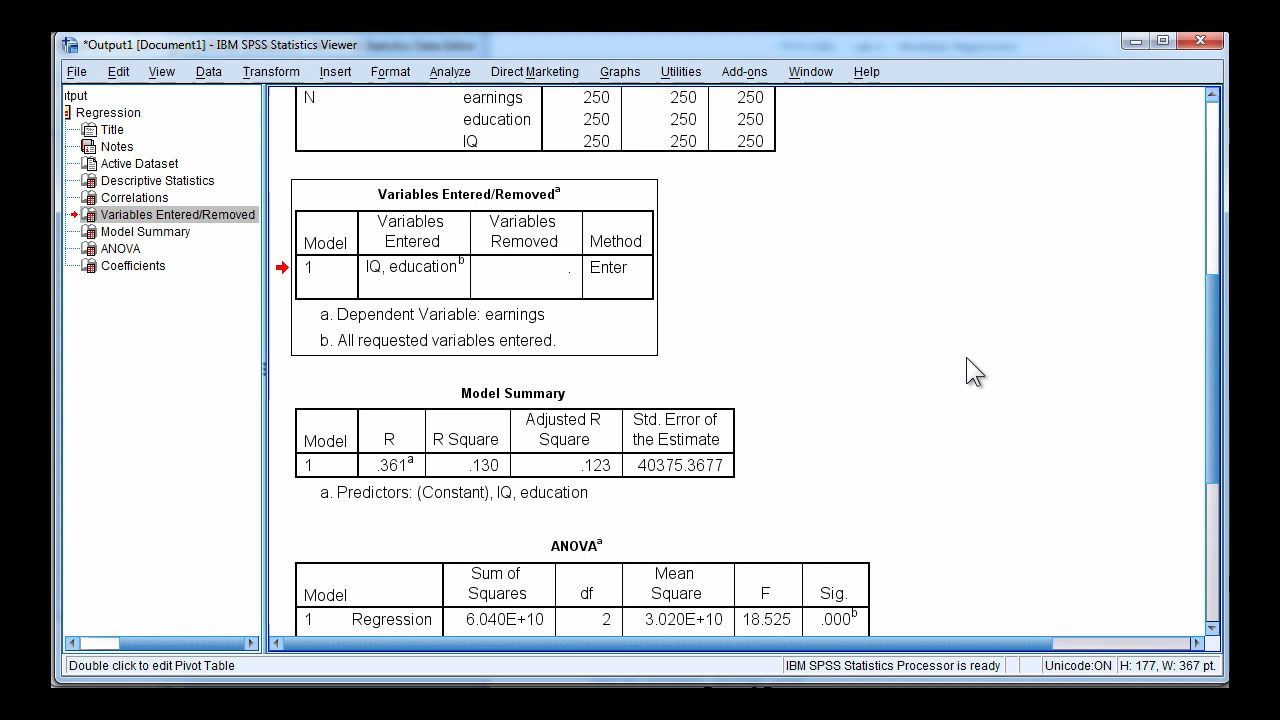 *Output1 [Document1] - IBM SPSS Statistics Viewer
File Edit View Data Transform Insert Format Analyze Direct Marketing Graphs Utilities Add-ons Window Help
tput
Regression
Title
Notes
Active Dataset
Descriptive Statistics
Correlations
Variables Entered/Removed
Model Summary
ANOVA
Coefficients
N earnings 250 250 250
education 250 250 250
IQ 250 250 250
Variables Entered/Removedᵃ
Model Variables Entered Variables Removed Method
1 IQ, educationᵇ . Enter
a. Dependent Variable: earnings
b. All requested variables entered.
Model Summary
Model R R Square Adjusted R Square Std. Error of the Estimate
1 .361ᵃ .130 .123 40375.3677
a. Predictors: (Constant), IQ, education
ANOVAᵃ
Model Sum of Squares df Mean Square F Sig.
1 Regression 6.040E+10 2 3.020E+10 18.525 .000ᵇ
Double click to edit Pivot Table
IBM SPSS Statistics Processor is ready
Unicode:ON
H: 177, W: 367 pt.